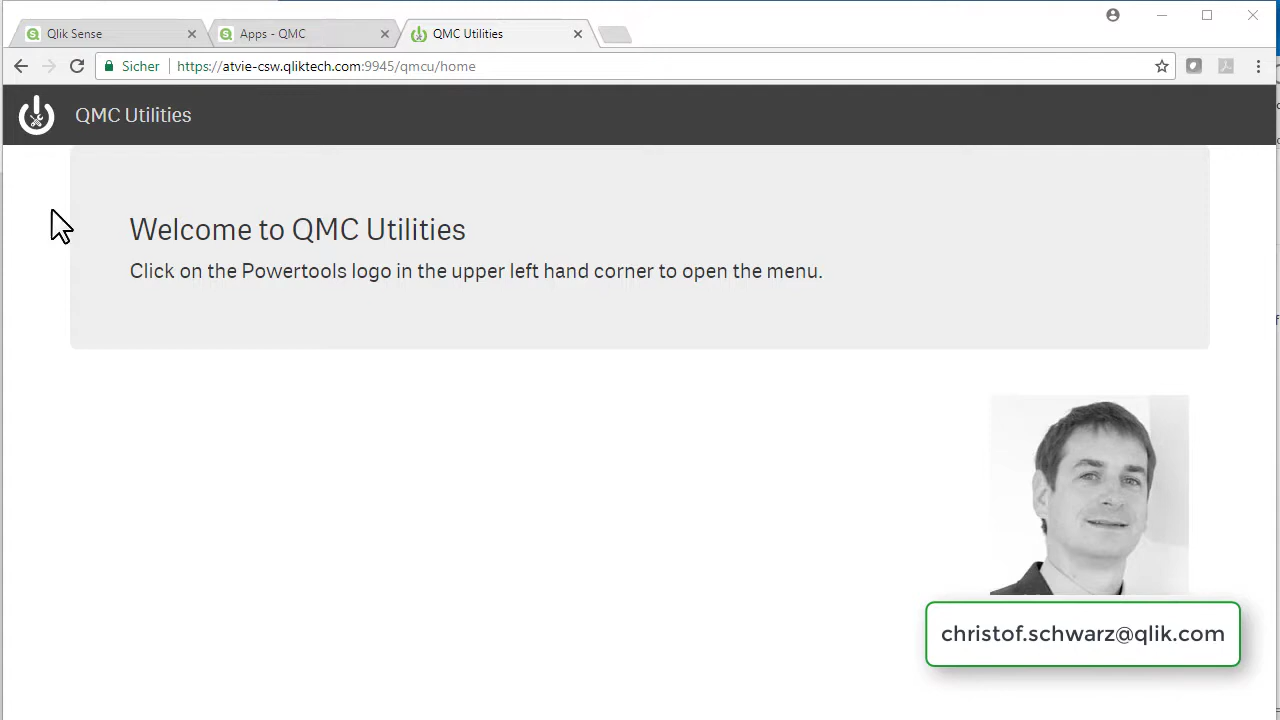 Qlik Sense
Apps - QMC
QMC Utilities
Sicher
https://atvie-csw.qliktech.com:9945/qmcu/home
QMC Utilities
Welcome to QMC Utilities
Click on the Powertools logo in the upper left hand corner to open the menu.
christof.schwarz@qlik.com